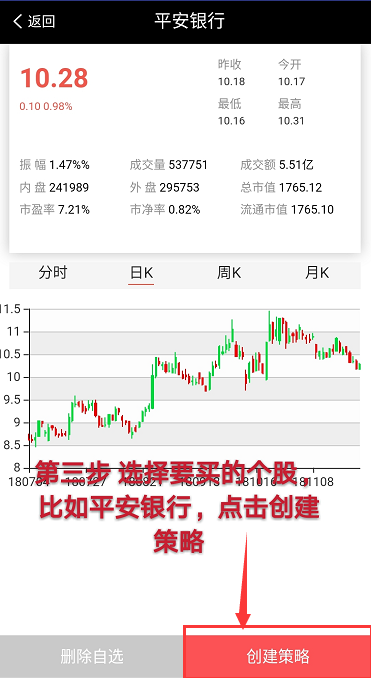 返回 平安银行
昨收 今开
10.28 10.18 10.17
0.10 0.98% 最低 最高
10.16 10.31
振 幅 1.47%% 成交量 537751 成交额 5.51亿
内 盘 241989 外 盘 295753 总市值 1765.12
市盈率 7.21% 市净率 0.82% 流通市值 1765.10
分时 日K 周K 月K
11.5
11
10.5
10
9.5
9
8.5
8
第三步 选择要买的个股，
180727 181016 181108
比如平安银行，点击创建
策略
删除自选 创建策略